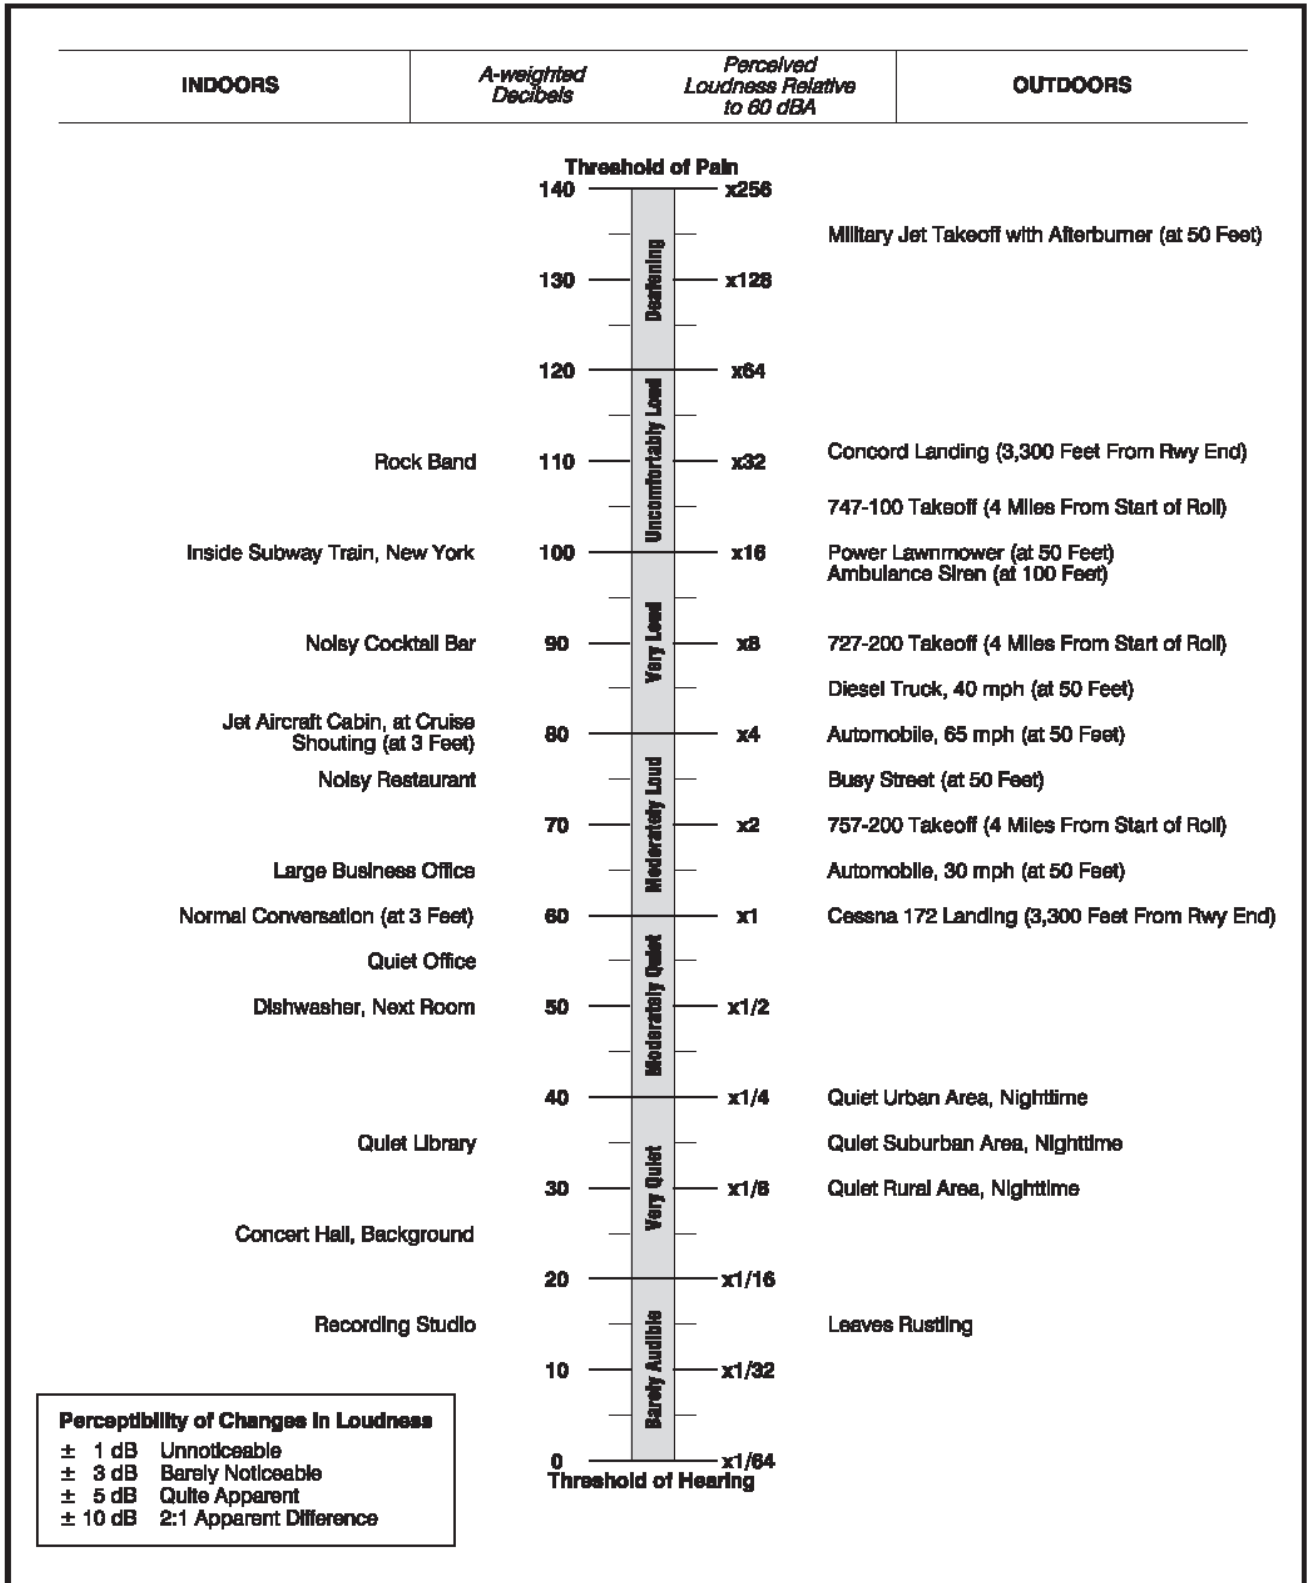 INDOORS
A-weighted
Decibels
Perceived
Loudness Relative
to 60 dBA
OUTDOORS
Threshold of Pain
140 x256
Military Jet Takeoff with Afterburner (at 50 Feet)
Deafening
130 x128
120 x64
Uncomfortably Loud
Concord Landing (3,300 Feet From Rwy End)
Rock Band 110 x32
747-100 Takeoff (4 Miles From Start of Roll)
Inside Subway Train, New York 100 x16 Power Lawnmower (at 50 Feet)
Ambulance Siren (at 100 Feet)
Very Loud
Noisy Cocktail Bar 90 x8 727-200 Takeoff (4 Miles From Start of Roll)
Diesel Truck, 40 mph (at 50 Feet)
Jet Aircraft Cabin, at Cruise
Shouting (at 3 Feet) 80 x4 Automobile, 65 mph (at 50 Feet)
Noisy Restaurant Busy Street (at 50 Feet)
Moderately Loud
70 x2 757-200 Takeoff (4 Miles From Start of Roll)
Large Business Office Automobile, 30 mph (at 50 Feet)
Normal Conversation (at 3 Feet) 60 x1 Cessna 172 Landing (3,300 Feet From Rwy End)
Quiet Office
Moderately Quiet
Dishwasher, Next Room 50 x1/2
40 x1/4 Quiet Urban Area, Nighttime
Quiet Library Quiet Suburban Area, Nighttime
Very Quiet
30 x1/8 Quiet Rural Area, Nighttime
Concert Hall, Background
20 x1/16
Recording Studio Leaves Rustling
Barely Audible
10 x1/32
0 x1/64
Threshold of Hearing
Perceptibility of Changes in Loudness
± 1 dB Unnoticeable
± 3 dB Barely Noticeable
± 5 dB Quite Apparent
± 10 dB 2:1 Apparent Difference